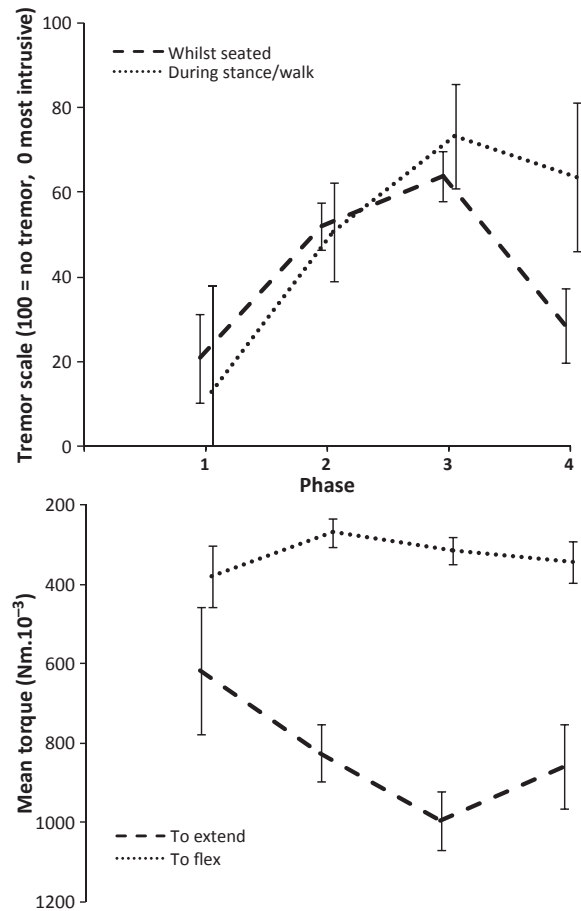 100
80
60
40
20
0
Tremor scale (100 = no tremor, 0 most intrusive)
Whilst seated
During stance/walk
1 2 3 4
Phase
200
400
600
800
1000
1200
Mean torque (Nm.10⁻³)
To extend
To flex